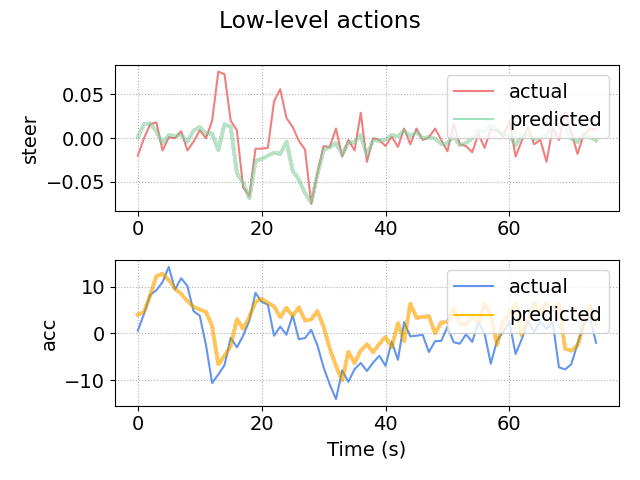 Low-level actions
steer
0.05
0.00
−0.05
actual
predicted
0
20
40
60
acc
10
0
−10
actual
predicted
0
20
40
60
Time (s)